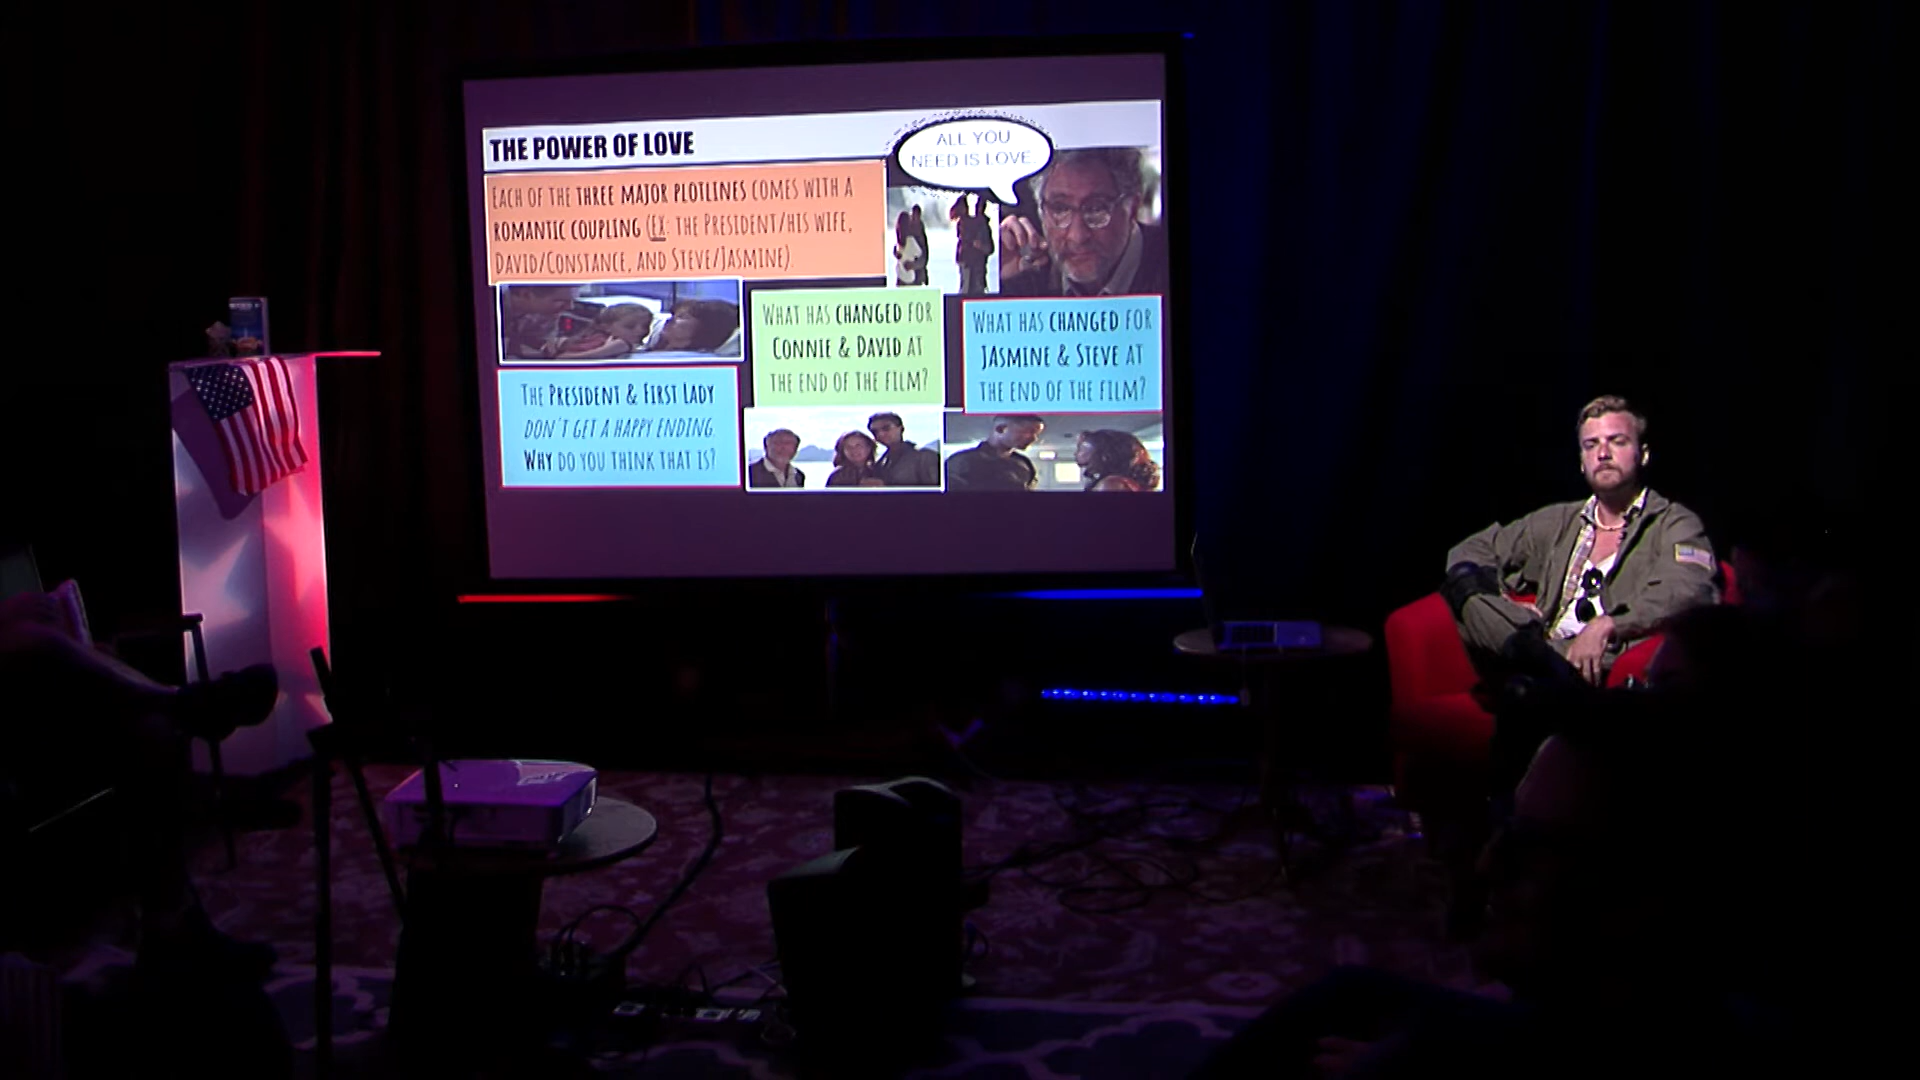 THE POWER OF LOVE
ALL YOU
NEED IS LOVE
EACH OF THE THREE MAJOR PLOTLINES COMES WITH A
ROMANTIC COUPLING (EX: THE PRESIDENT/HIS WIFE,
DAVID/CONSTANCE, AND STEVE/JASMINE).
WHAT HAS CHANGED FOR
CONNIE & DAVID AT
THE END OF THE FILM?
WHAT HAS CHANGED FOR
JASMINE & STEVE AT
THE END OF THE FILM?
THE PRESIDENT & FIRST LADY
DON'T GET A HAPPY ENDING.
WHY DO YOU THINK THAT IS?